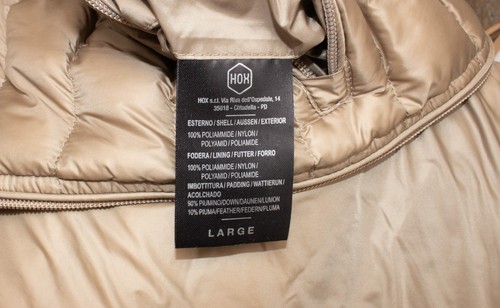 HOX
HOX s.r.l. Via Riva dell'Ospedale, 14
35018 - Cittadella - PD
ESTERNO/SHELL/AUSSEN/EXTERIOR
100% POLIAMMIDE/NYLON/
POLYAMID/POLIAMIDE
FODERA/LINING/FUTTER/FORRO
100% POLIAMMIDE/NYLON/
POLYAMID/POLIAMIDE
IMBOTTITURA/PADDING/WATTIERUN/
ACOLCHADO
90% PIUMINO/DOWN/DAUNEN/LUMON
10% PIUMA/FEATHER/FEDERN/PLUMA
LARGE